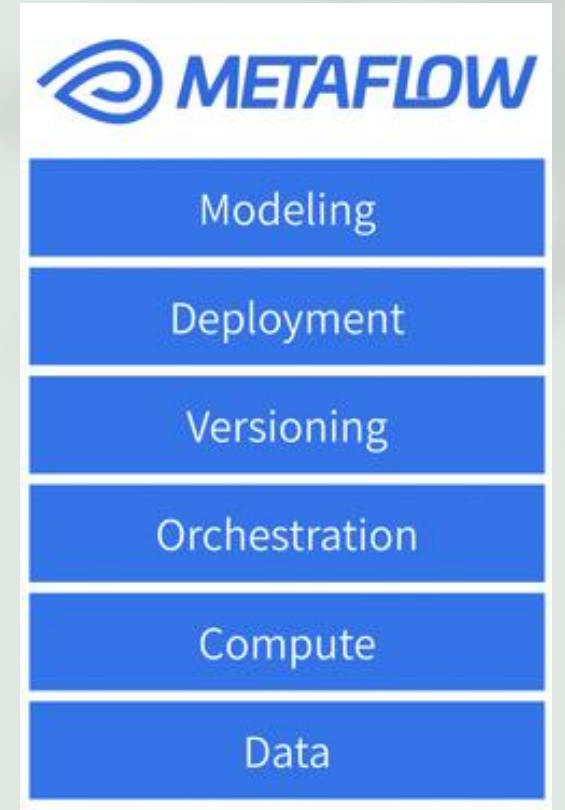 METAFLOW
Modeling
Deployment
Versioning
Orchestration
Compute
Data